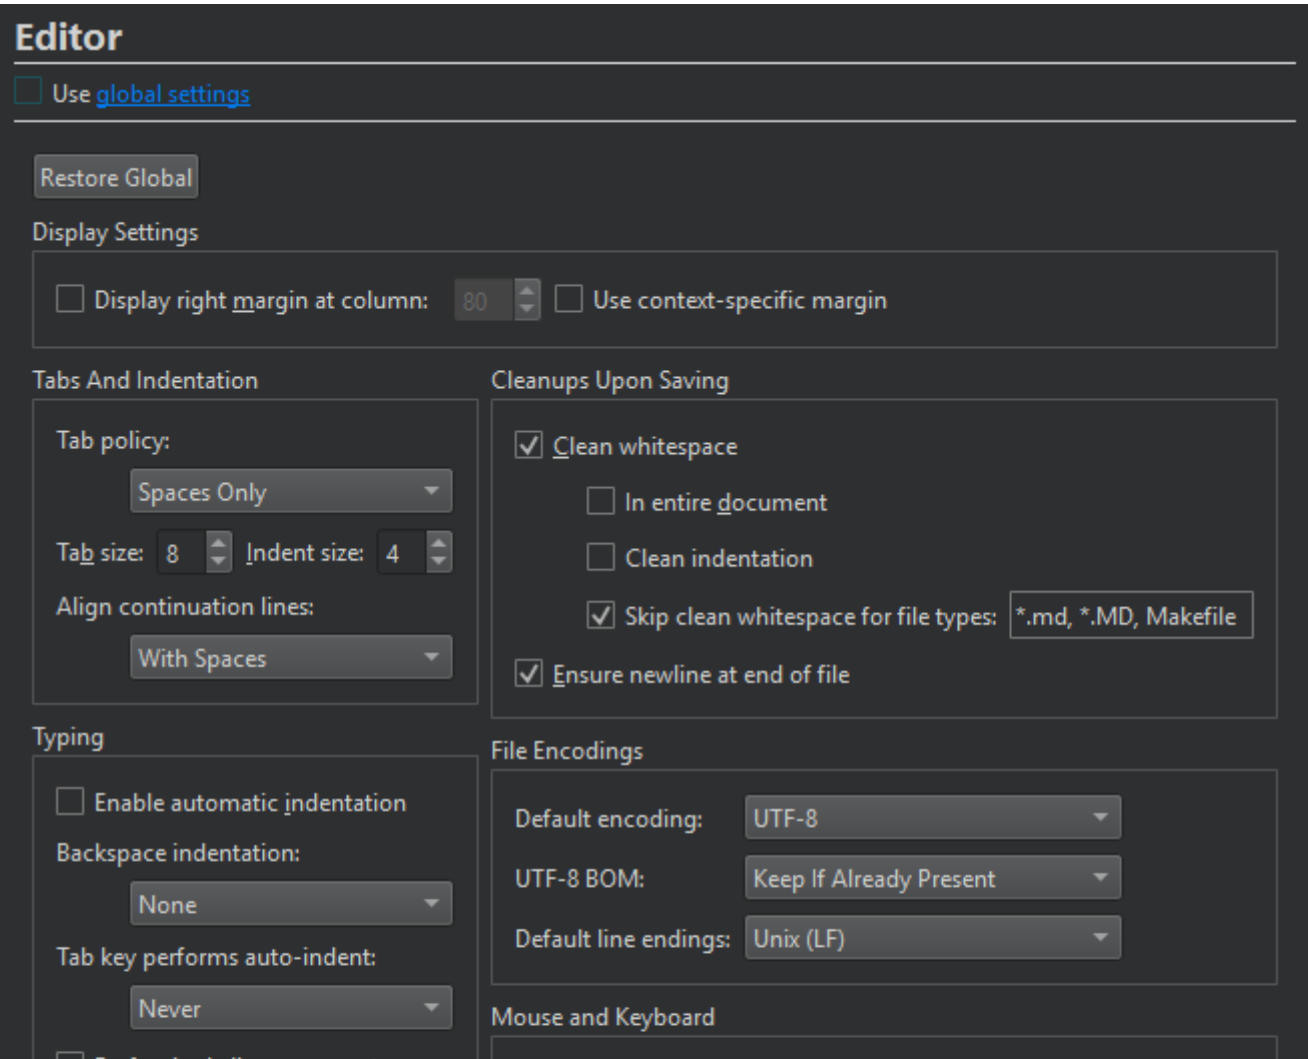 Editor
Use global settings
Restore Global
Display Settings
Display right margin at column: 80 Use context-specific margin
Tabs And Indentation
Tab policy:
Spaces Only
Tab size: 8 Indent size: 4
Align continuation lines:
With Spaces
Cleanups Upon Saving
Clean whitespace
In entire document
Clean indentation
Skip clean whitespace for file types: *.md, *.MD, Makefile
Ensure newline at end of file
Typing
Enable automatic indentation
Backspace indentation:
None
Tab key performs auto-indent:
Never
File Encodings
Default encoding: UTF-8
UTF-8 BOM: Keep If Already Present
Default line endings: Unix (LF)
Mouse and Keyboard